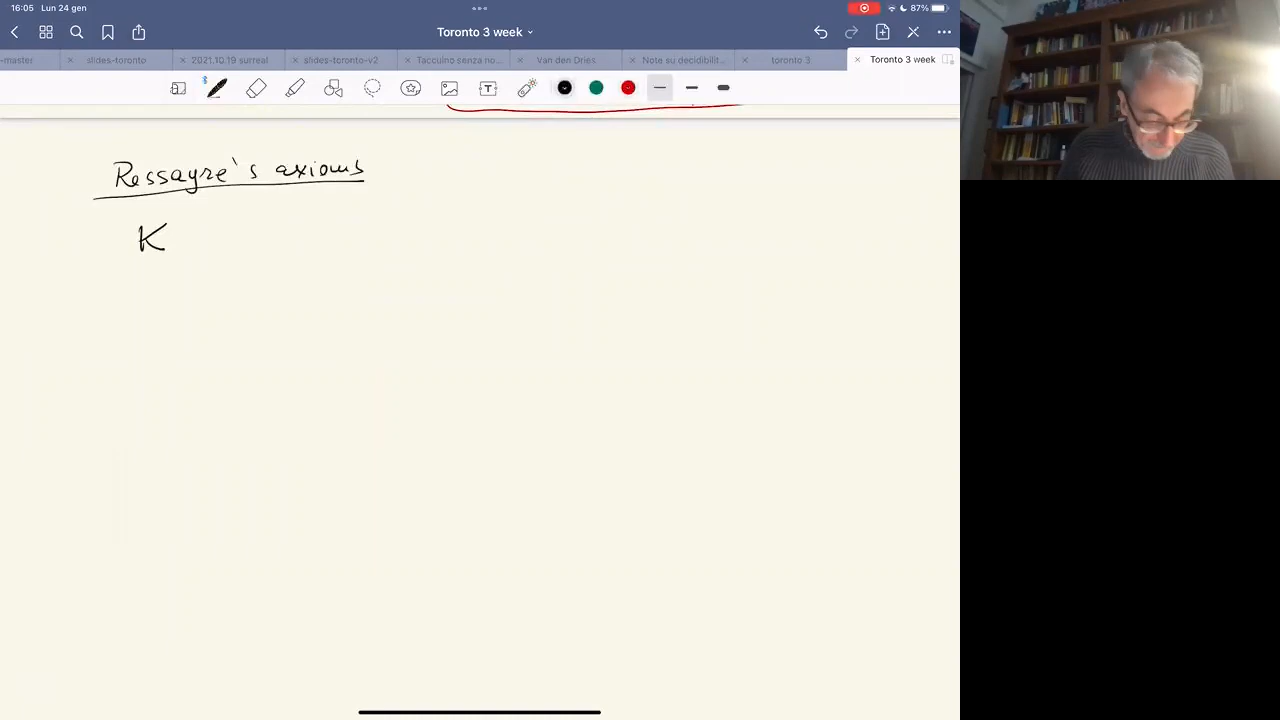 16:05 Lun 24 gen
87%
Toronto 3 week
-master
slides-toronto
2021.10.19 surreal
slides-toronto-v2
Taccuino senza no...
Van den Dries
Note su decidibilit...
toronto 3
Toronto 3 week
Ressayre's axioms
K